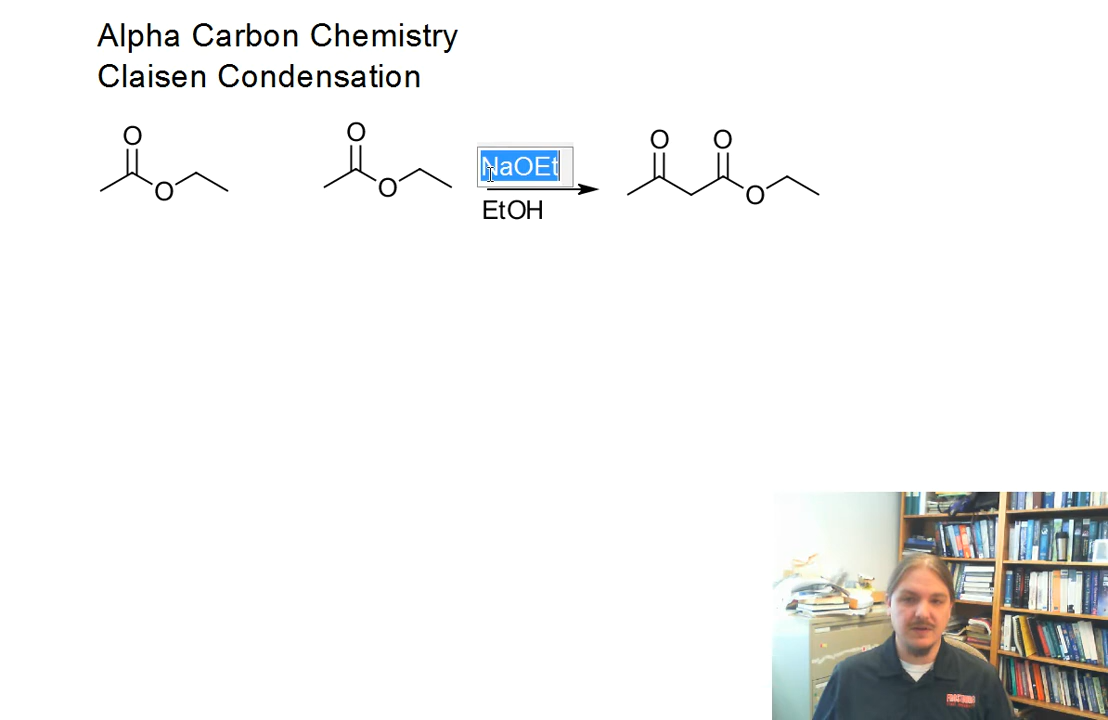 Alpha Carbon Chemistry
Claisen Condensation
O
O
NaOEt
O
O
O
O
EtOH
O